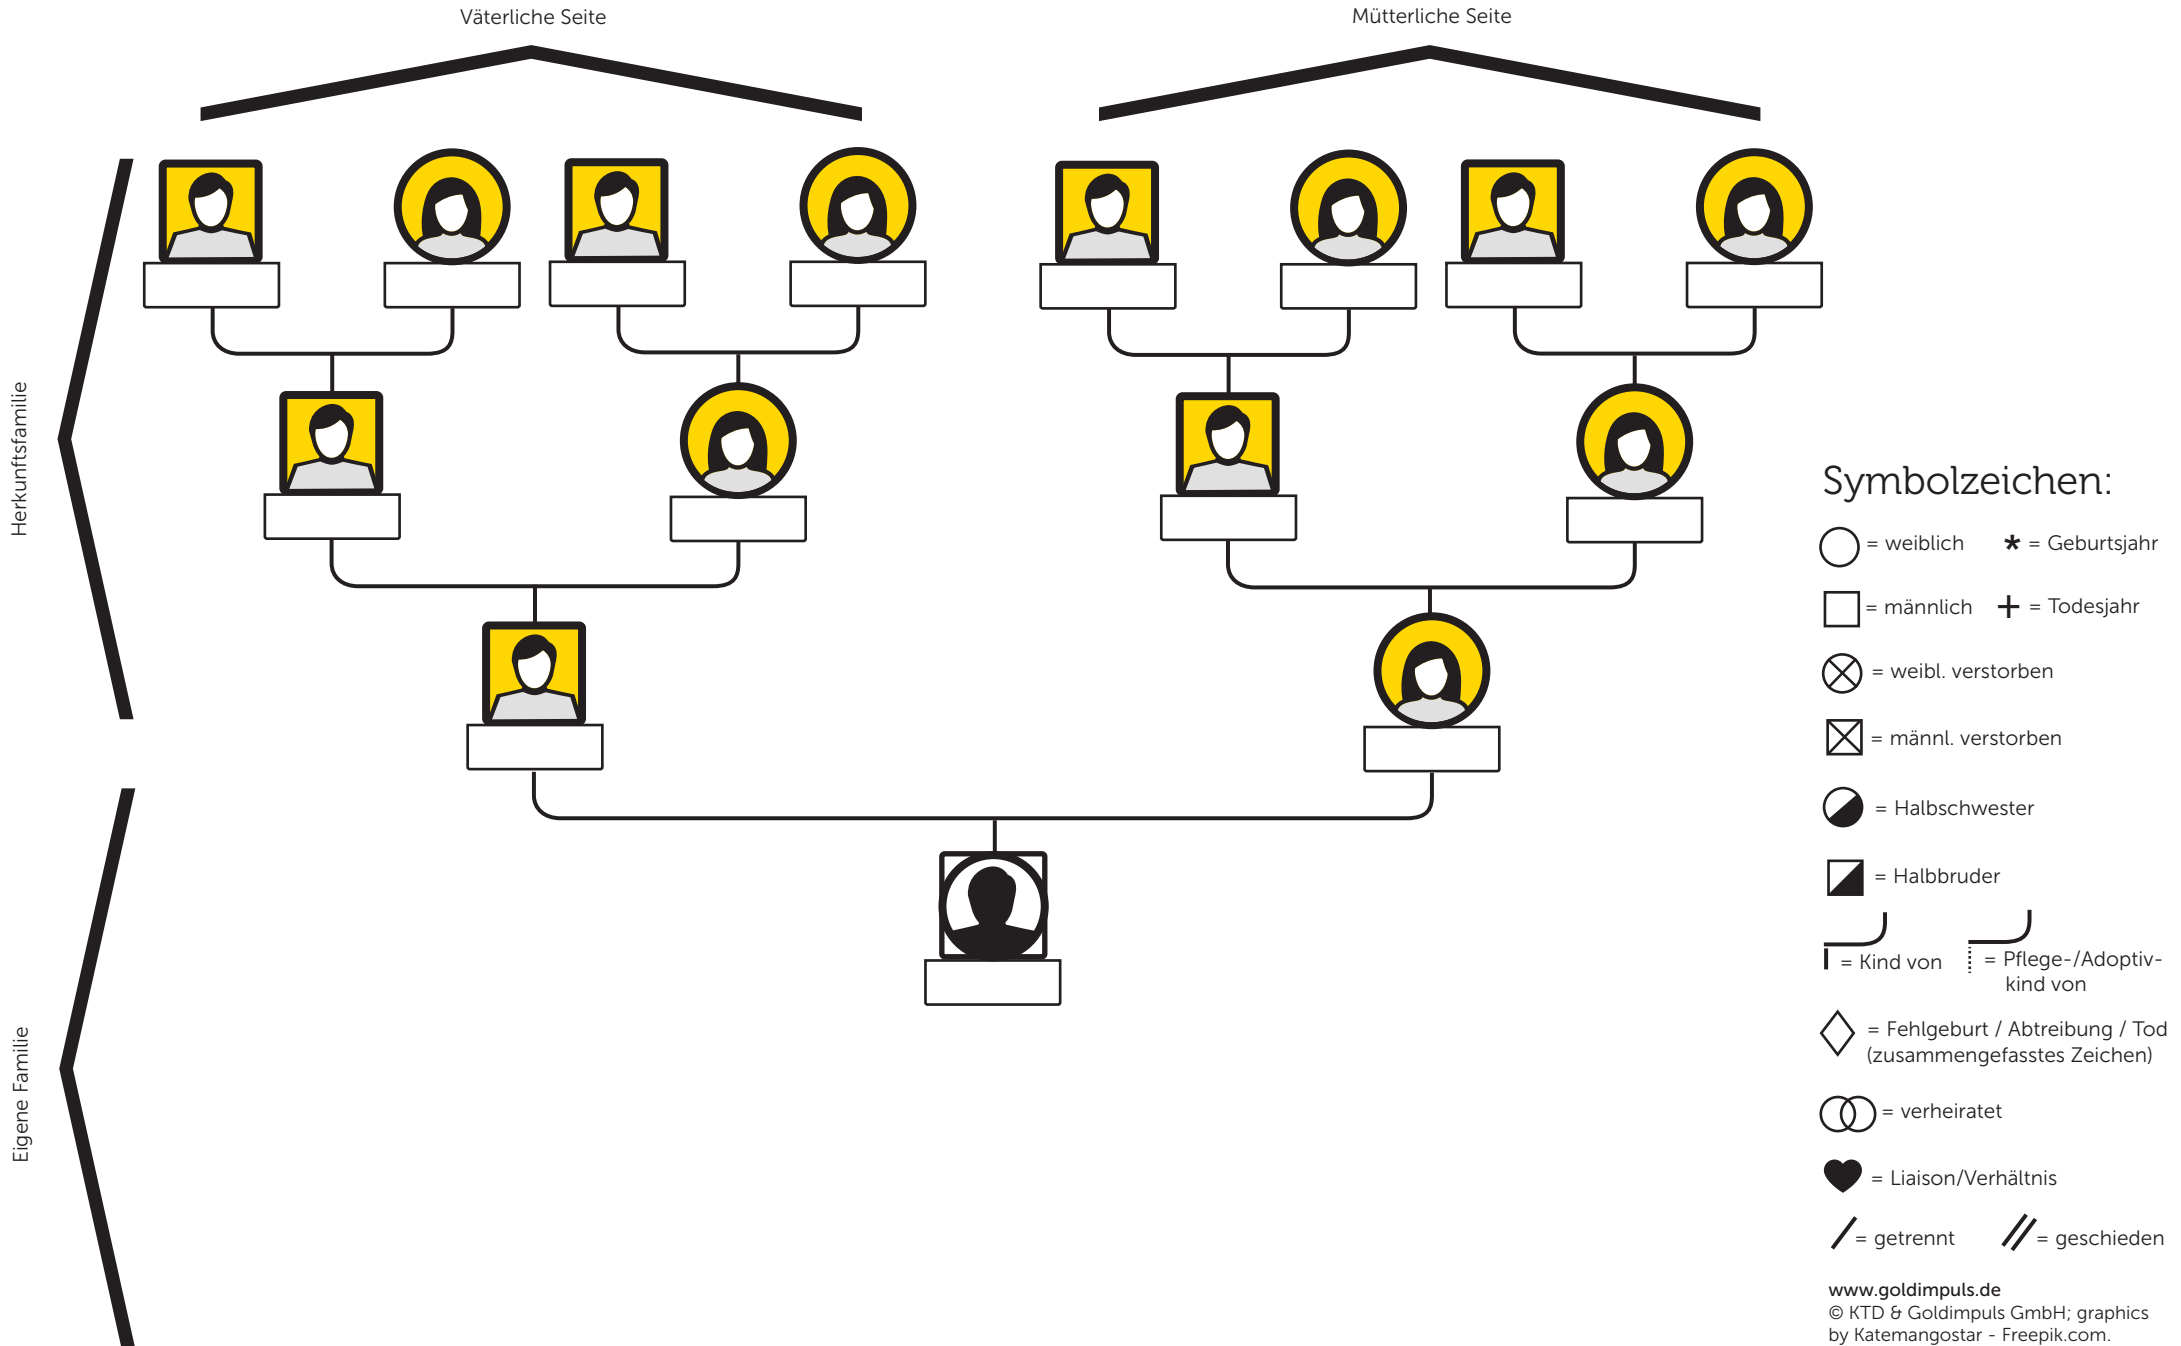 Väterliche Seite
Mütterliche Seite
Herkunftsfamilie
Eigene Familie
Symbolzeichen:
= weiblich
* = Geburtsjahr
= männlich
+ = Todesjahr
= weibl. verstorben
= männl. verstorben
= Halbschwester
= Halbbruder
= Kind von
= Pflege-/Adoptiv-
kind von
= Fehlgeburt / Abtreibung / Tod
(zusammengefasstes Zeichen)
= verheiratet
= Liaison/Verhältnis
/ = getrennt
// = geschieden
www.goldimpuls.de
© KTD & Goldimpuls GmbH; graphics
by Katemangostar - Freepik.com.